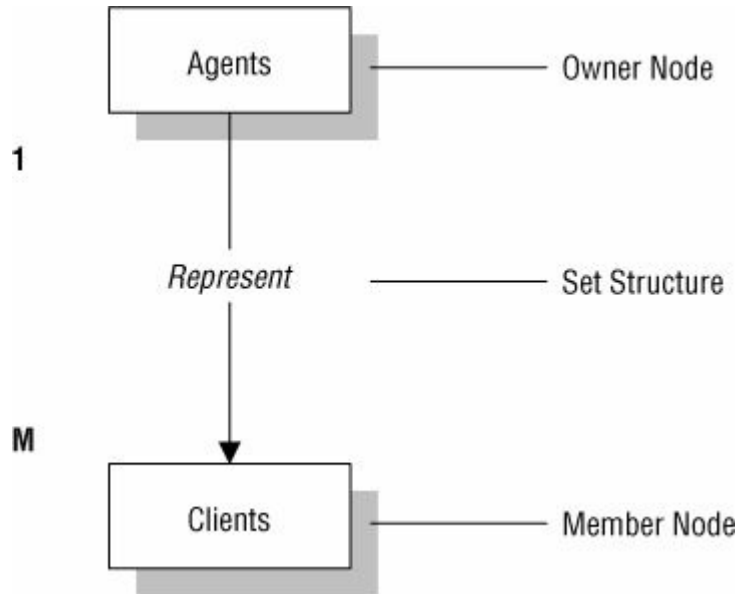 Agents
Owner Node
1
Represent
Set Structure
M
Clients
Member Node